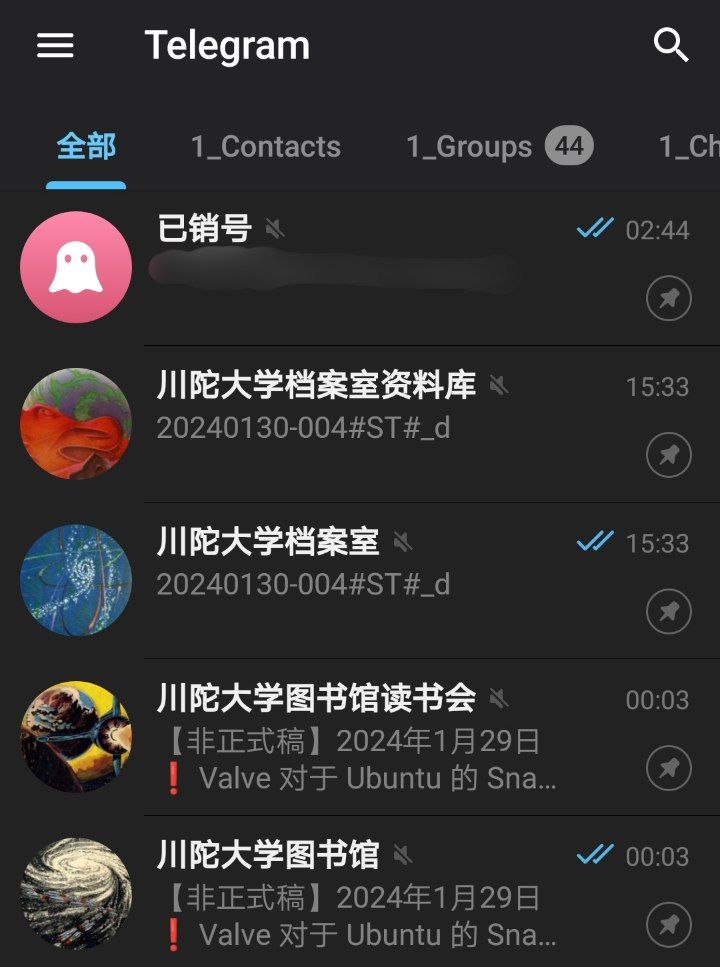 Telegram
全部 1_Contacts 1_Groups 44 1_Ch
已销号 02:44
川陀大学档案室资料库 15:33
20240130-004#ST#_d
川陀大学档案室 15:33
20240130-004#ST#_d
川陀大学图书馆读书会 00:03
【非正式稿】2024年1月29日
❗ Valve 对于 Ubuntu 的 Sna...
川陀大学图书馆 00:03
【非正式稿】2024年1月29日
❗ Valve 对于 Ubuntu 的 Sna...